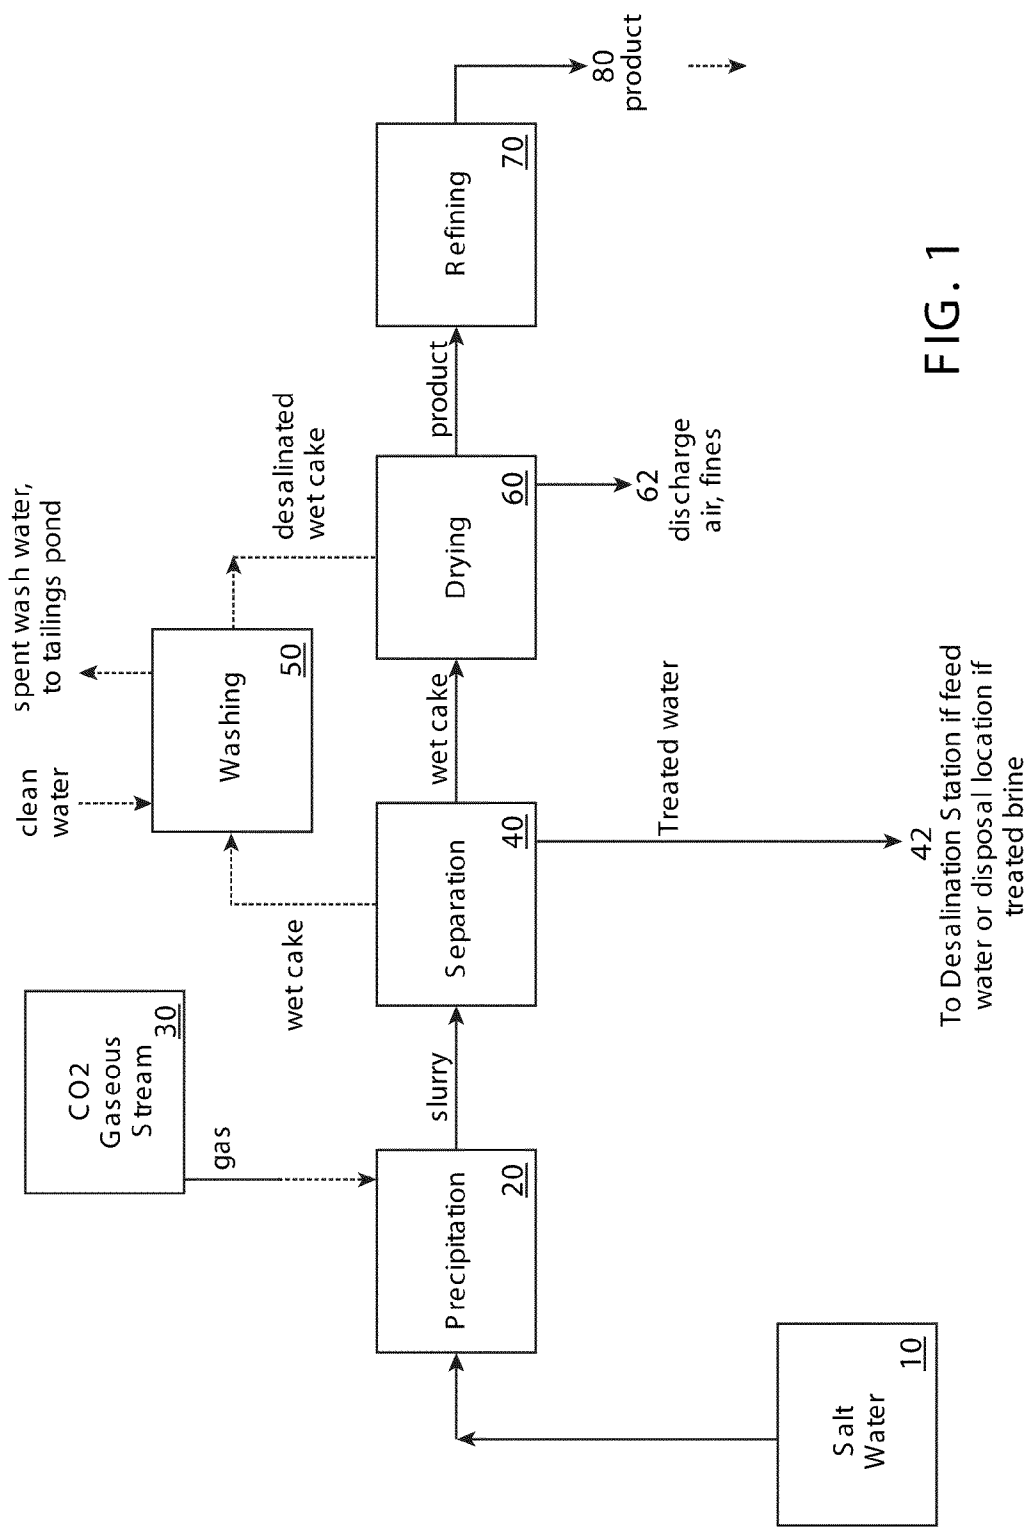 spent wash water,
to tailings pond
clean
water
CO2
Gaseous
Stream
30
gas
Washing
50
desalinated
wet cake
wet cake
Precipitation
20
slurry
Separation
40
wet cake
Drying
60
product
Refining
70
80
product
62
discharge
air, fines
Treated water
Salt
Water
10
42
To Desalination Station if feed
water or disposal location if
treated brine
FIG. 1